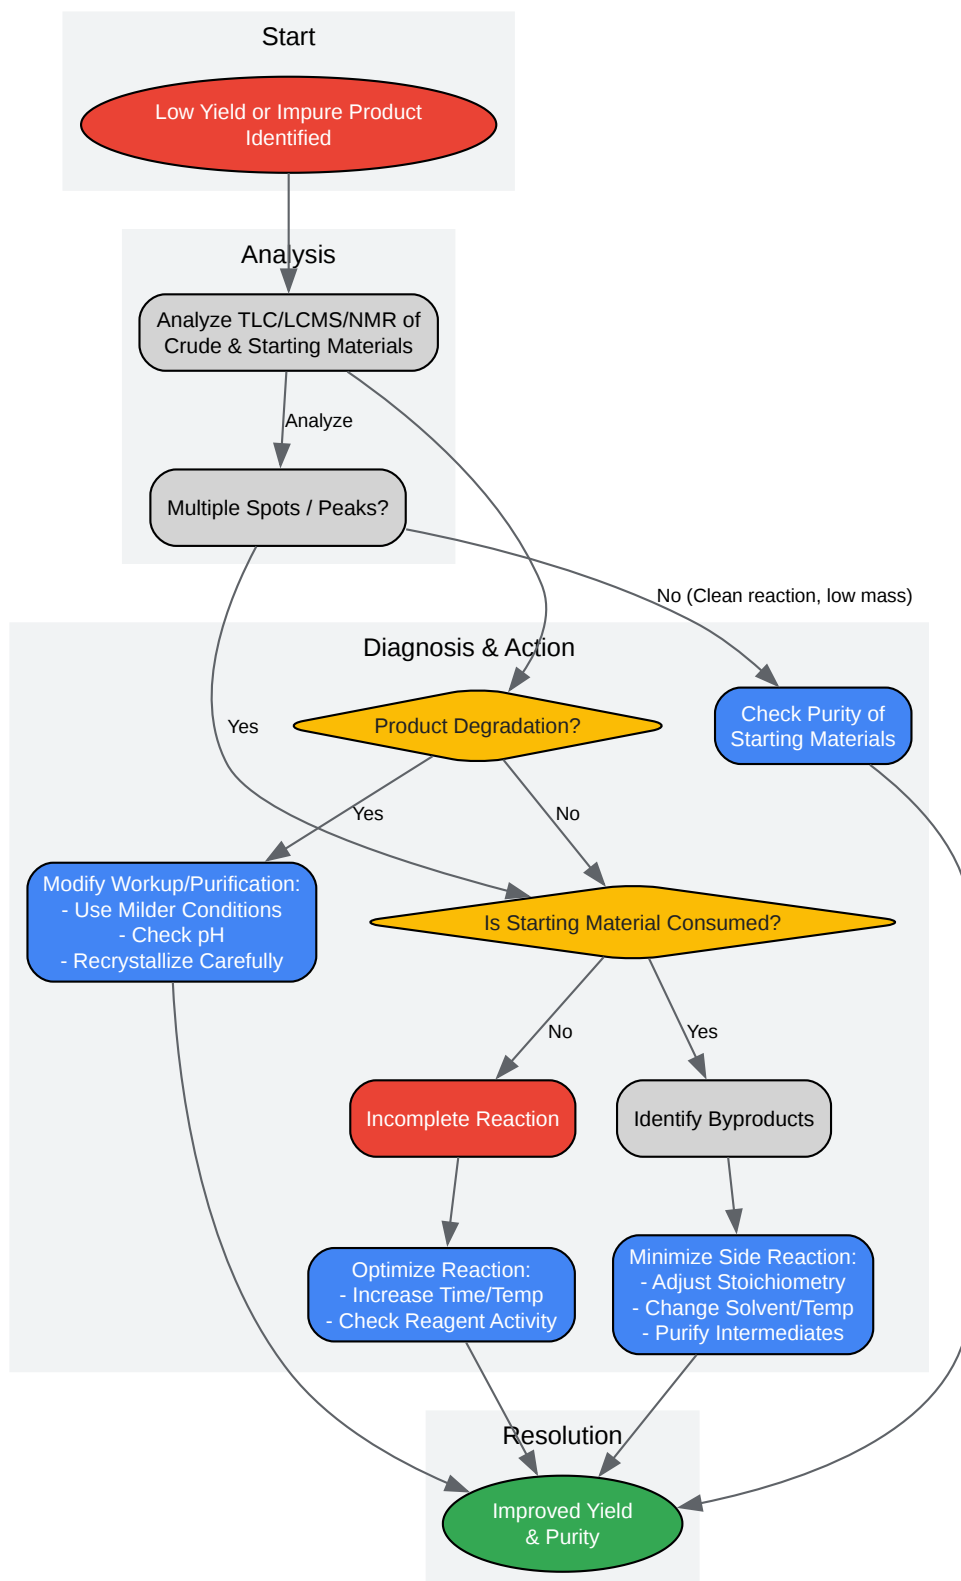 Start
Low Yield or Impure Product
Identified
Analysis
Analyze TLC/LCMS/NMR of
Crude & Starting Materials
Analyze
Multiple Spots / Peaks?
No (Clean reaction, low mass)
Diagnosis & Action
Yes
Product Degradation?
Check Purity of
Starting Materials
Yes
No
Modify Workup/Purification:
- Use Milder Conditions
- Check pH
- Recrystallize Carefully
Is Starting Material Consumed?
No
Yes
Incomplete Reaction
Identify Byproducts
Optimize Reaction:
- Increase Time/Temp
- Check Reagent Activity
Minimize Side Reaction:
- Adjust Stoichiometry
- Change Solvent/Temp
- Purify Intermediates
Resolution
Improved Yield
& Purity